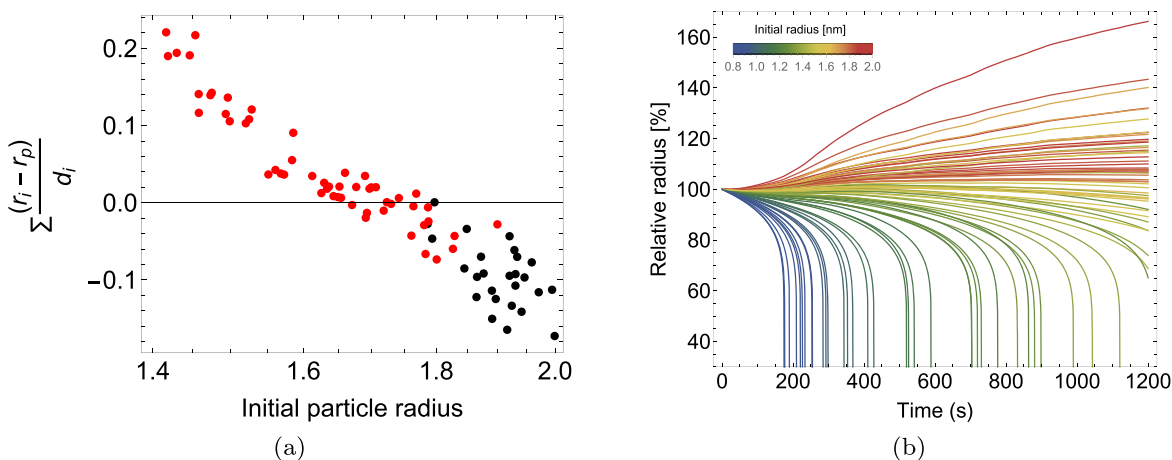 0.2
0.1
0.0
−0.1
∑ (r_i − r_p) / d_i
1.4 1.6 1.8 2.0
Initial particle radius
(a)
Initial radius [nm]
0.8 1.0 1.2 1.4 1.6 1.8 2.0
160
140
120
100
80
60
40
Relative radius [%]
0 200 400 600 800 1000 1200
Time (s)
(b)